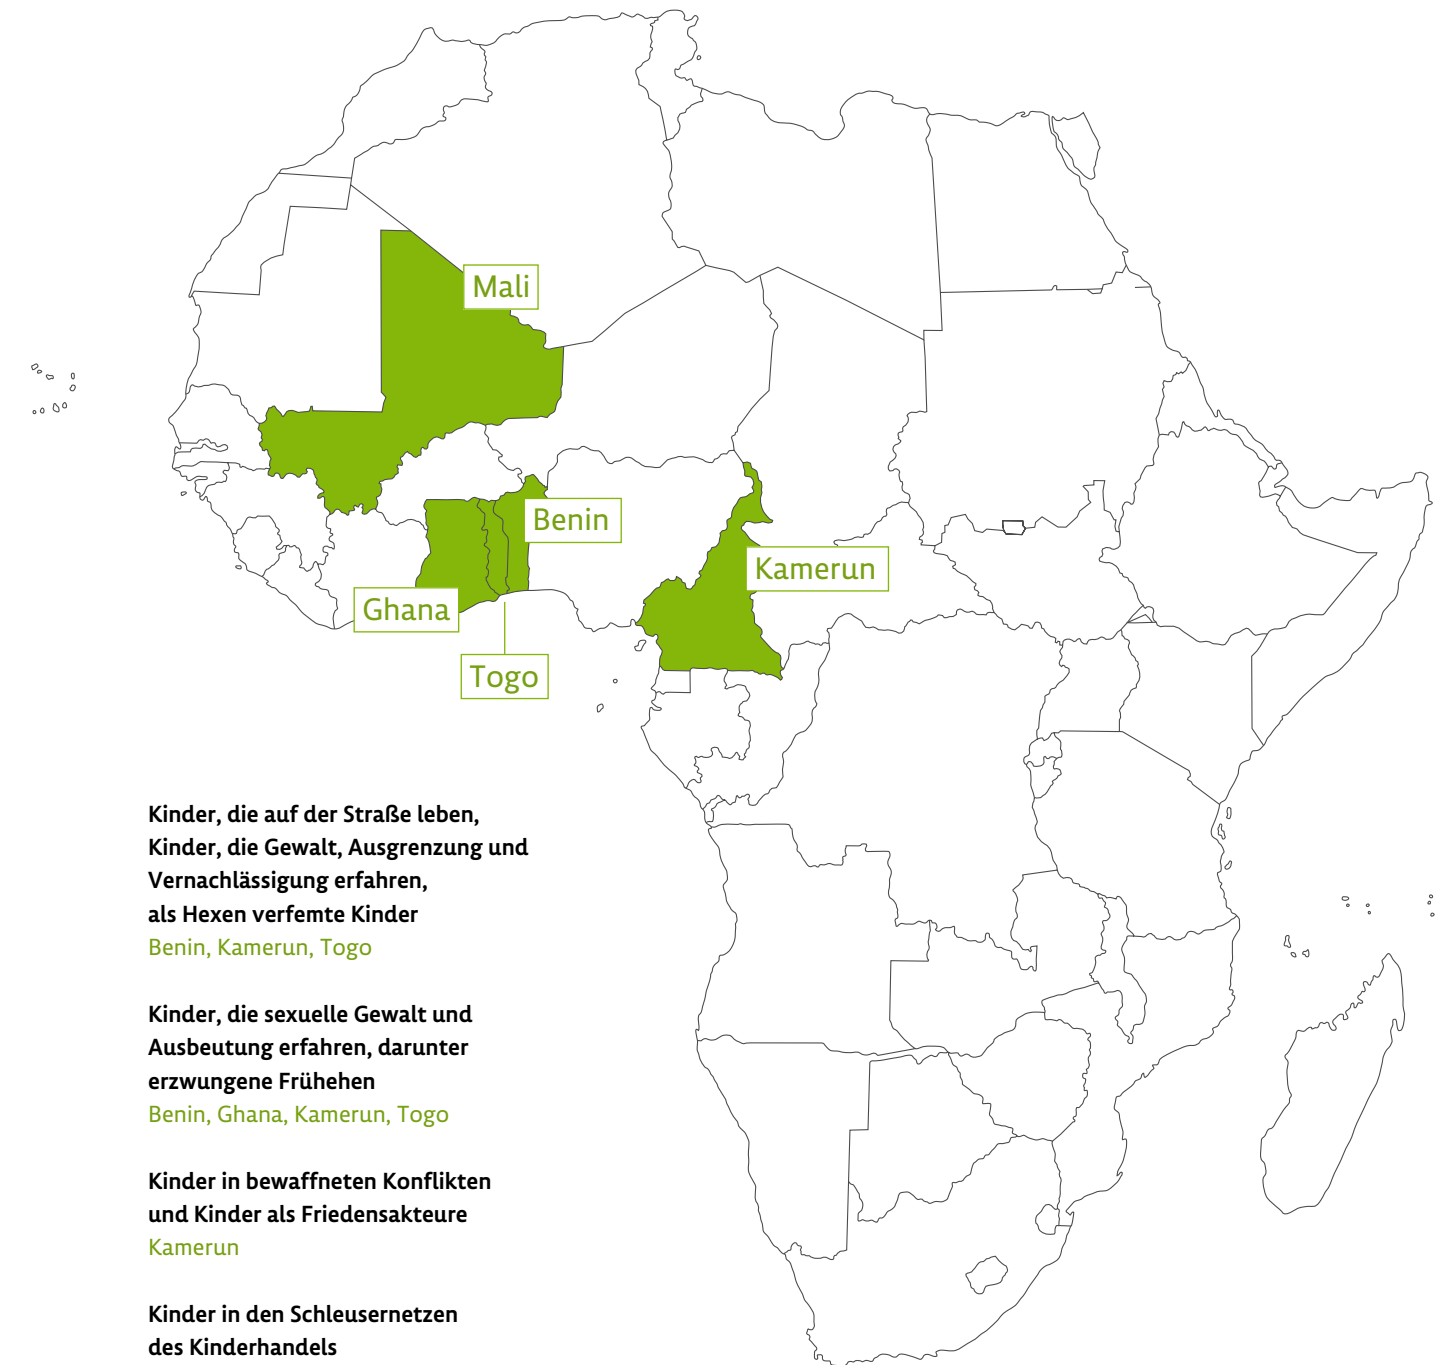 Mali
Benin
Kamerun
Ghana
Togo
Kinder, die auf der Straße leben,
Kinder, die Gewalt, Ausgrenzung und
Vernachlässigung erfahren,
als Hexen verfemte Kinder
Benin, Kamerun, Togo
Kinder, die sexuelle Gewalt und
Ausbeutung erfahren, darunter
erzwungene Frühehen
Benin, Ghana, Kamerun, Togo
Kinder in bewaffneten Konflikten
und Kinder als Friedensakteure
Kamerun
Kinder in den Schleusernetzen
des Kinderhandels